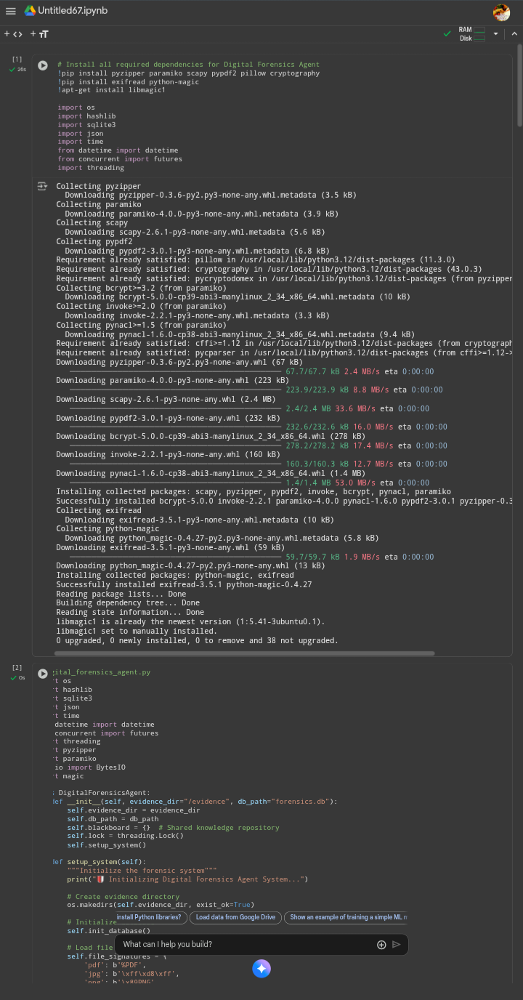 Untitled67.ipynb
+ <> + TT
RAM
Disk
[1]
26s
# Install all required dependencies for Digital Forensics Agent
!pip install pyzipper paramiko scapy pypdf2 pillow cryptography
!pip install exifread python-magic
!apt-get install libmagic1
import os
import hashlib
import sqlite3
import json
import time
from datetime import datetime
from concurrent import futures
import threading
Collecting pyzipper
Downloading pyzipper-0.3.6-py2.py3-none-any.whl.metadata (3.5 kB)
Collecting paramiko
Downloading paramiko-4.0.0-py3-none-any.whl.metadata (3.9 kB)
Collecting scapy
Downloading scapy-2.6.1-py3-none-any.whl.metadata (5.6 kB)
Collecting pypdf2
Downloading pypdf2-3.0.1-py3-none-any.whl.metadata (6.8 kB)
Requirement already satisfied: pillow in /usr/local/lib/python3.12/dist-packages (11.3.0)
Requirement already satisfied: cryptography in /usr/local/lib/python3.12/dist-packages (43.0.3)
Requirement already satisfied: pycryptodomex in /usr/local/lib/python3.12/dist-packages (from pyzipper
Collecting bcrypt>=3.2 (from paramiko)
Downloading bcrypt-5.0.0-cp39-abi3-manylinux_2_34_x86_64.whl.metadata (10 kB)
Collecting invoke>=2.0 (from paramiko)
Downloading invoke-2.2.1-py3-none-any.whl.metadata (3.3 kB)
Collecting pynacl>=1.5 (from paramiko)
Downloading pynacl-1.6.0-cp38-abi3-manylinux_2_34_x86_64.whl.metadata (9.4 kB)
Requirement already satisfied: cffi>=1.12 in /usr/local/lib/python3.12/dist-packages (from cryptograph
Requirement already satisfied: pycparser in /usr/local/lib/python3.12/dist-packages (from cffi>=1.12->
Downloading pyzipper-0.3.6-py2.py3-none-any.whl (67 kB)
67.7/67.7 kB 2.4 MB/s eta 0:00:00
Downloading paramiko-4.0.0-py3-none-any.whl (223 kB)
223.9/223.9 kB 8.8 MB/s eta 0:00:00
Downloading scapy-2.6.1-py3-none-any.whl (2.4 MB)
2.4/2.4 MB 33.6 MB/s eta 0:00:00
Downloading pypdf2-3.0.1-py3-none-any.whl (232 kB)
232.6/232.6 kB 16.0 MB/s eta 0:00:00
Downloading bcrypt-5.0.0-cp39-abi3-manylinux_2_34_x86_64.whl (278 kB)
278.2/278.2 kB 17.4 MB/s eta 0:00:00
Downloading invoke-2.2.1-py3-none-any.whl (160 kB)
160.3/160.3 kB 12.7 MB/s eta 0:00:00
Downloading pynacl-1.6.0-cp38-abi3-manylinux_2_34_x86_64.whl (1.4 MB)
1.4/1.4 MB 53.0 MB/s eta 0:00:00
Installing collected packages: scapy, pyzipper, pypdf2, invoke, bcrypt, pynacl, paramiko
Successfully installed bcrypt-5.0.0 invoke-2.2.1 paramiko-4.0.0 pynacl-1.6.0 pypdf2-3.0.1 pyzipper-0.3
Collecting exifread
Downloading exifread-3.5.1-py3-none-any.whl.metadata (10 kB)
Collecting python-magic
Downloading python_magic-0.4.27-py2.py3-none-any.whl.metadata (5.8 kB)
Downloading exifread-3.5.1-py3-none-any.whl (59 kB)
59.7/59.7 kB 1.9 MB/s eta 0:00:00
Downloading python_magic-0.4.27-py2.py3-none-any.whl (13 kB)
Installing collected packages: python-magic, exifread
Successfully installed exifread-3.5.1 python-magic-0.4.27
Reading package lists... Done
Building dependency tree... Done
Reading state information... Done
libmagic1 is already the newest version (1:5.41-3ubuntu0.1).
libmagic1 set to manually installed.
0 upgraded, 0 newly installed, 0 to remove and 38 not upgraded.
[2]
0s
gital_forensics_agent.py
t os
t hashlib
t sqlite3
t json
t time
datetime import datetime
concurrent import futures
t threading
t pyzipper
t paramiko
io import BytesIO
t magic
DigitalForensicsAgent:
def __init__(self, evidence_dir="/evidence", db_path="forensics.db"):
self.evidence_dir = evidence_dir
self.db_path = db_path
self.blackboard = {} # Shared knowledge repository
self.lock = threading.Lock()
self.setup_system()
def setup_system(self):
"""Initialize the forensic system"""
print(" Initializing Digital Forensics Agent System...")
# Create evidence directory
os.makedirs(self.evidence_dir, exist_ok=True)
install Python libraries? Load data from Google Drive Show an example of training a simple ML
# Initialize
self.init_database()
What can I help you build?
# Load file
self.file_signatures = {
'pdf': b'%PDF',
'jpg': b'\xff\xd8\xff',
'png': b'\x89PNG'